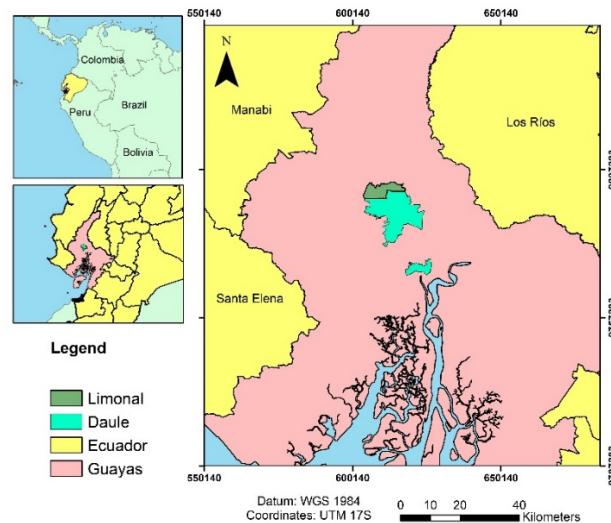 550140 600140 650140
Colombia
Brazil
Peru
Bolivia
N
Manabi
Los Ríos
Santa Elena
Legend
Limonal
Daule
Ecuador
Guayas
550140 600140 650140
Datum: WGS 1984
Coordinates: UTM 17S
0 10 20 40
Kilometers